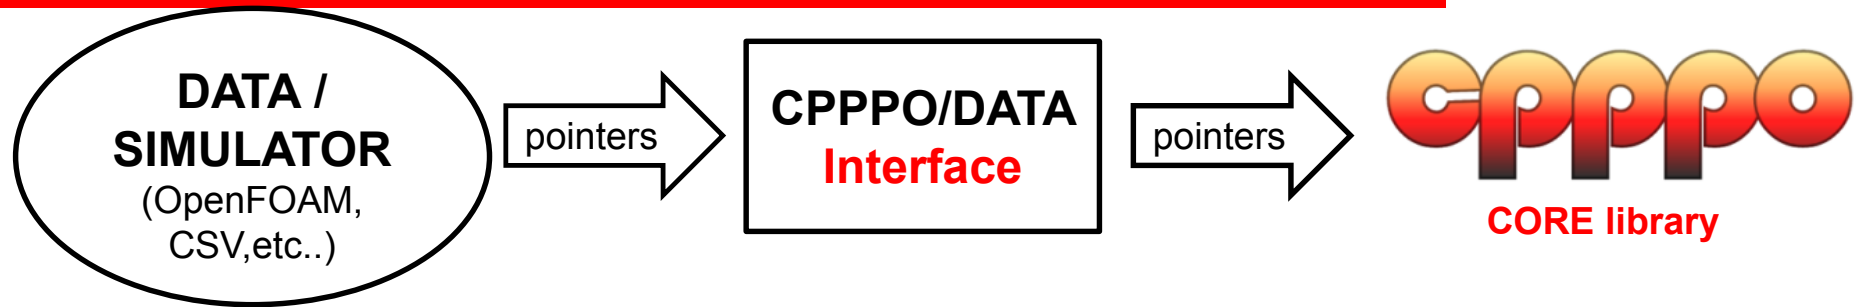 DATA /
SIMULATOR
(OpenFOAM,
CSV,etc..)
pointers
CPPPO/DATA
Interface
pointers
cpppo
CORE library